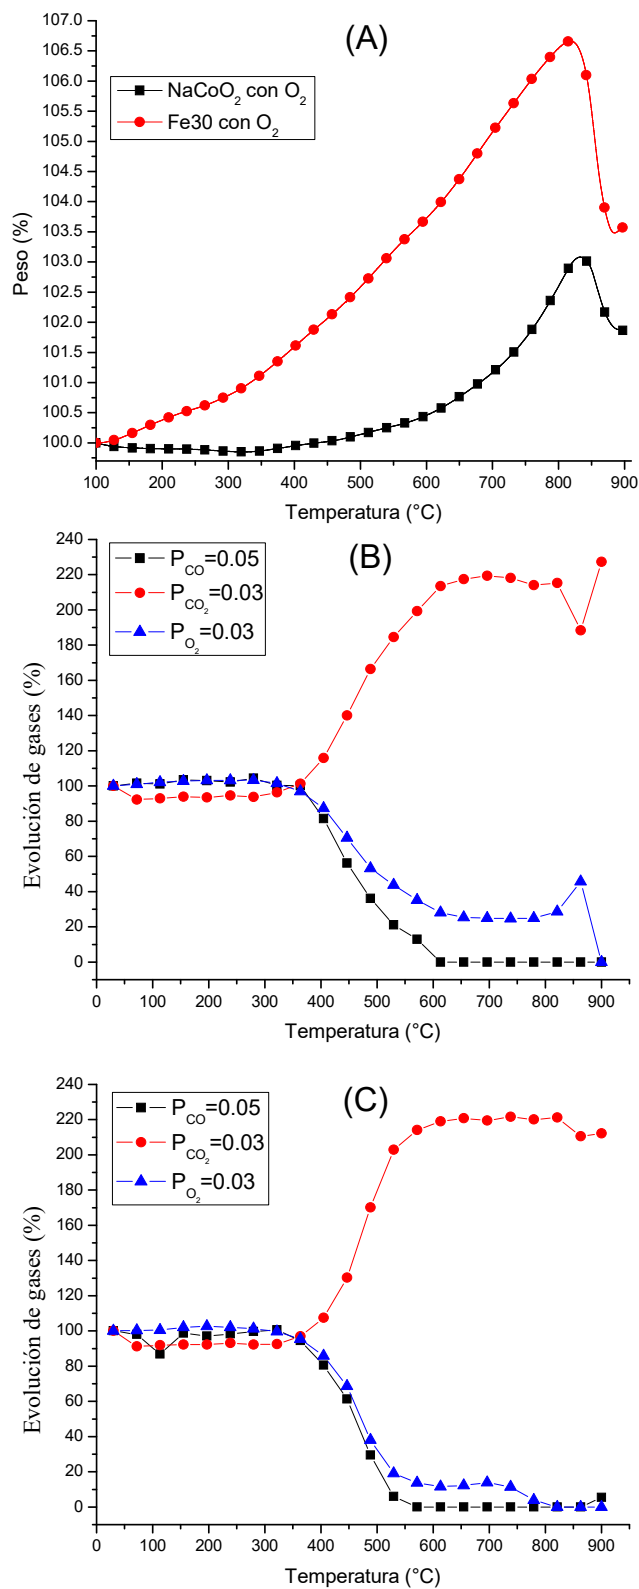 (A)
NaCoO2 con O2
Fe30 con O2
107.0
106.5
106.0
105.5
105.0
104.5
104.0
103.5
103.0
102.5
102.0
101.5
101.0
100.5
100.0
Peso (%)
100 200 300 400 500 600 700 800 900
Temperatura (°C)
(B)
PCO=0.05
PCO2=0.03
PO2=0.03
240
220
200
180
160
140
120
100
80
60
40
20
0
Evolución de gases (%)
0 100 200 300 400 500 600 700 800 900
Temperatura (°C)
(C)
PCO=0.05
PCO2=0.03
PO2=0.03
240
220
200
180
160
140
120
100
80
60
40
20
0
Evolución de gases (%)
0 100 200 300 400 500 600 700 800 900
Temperatura (°C)